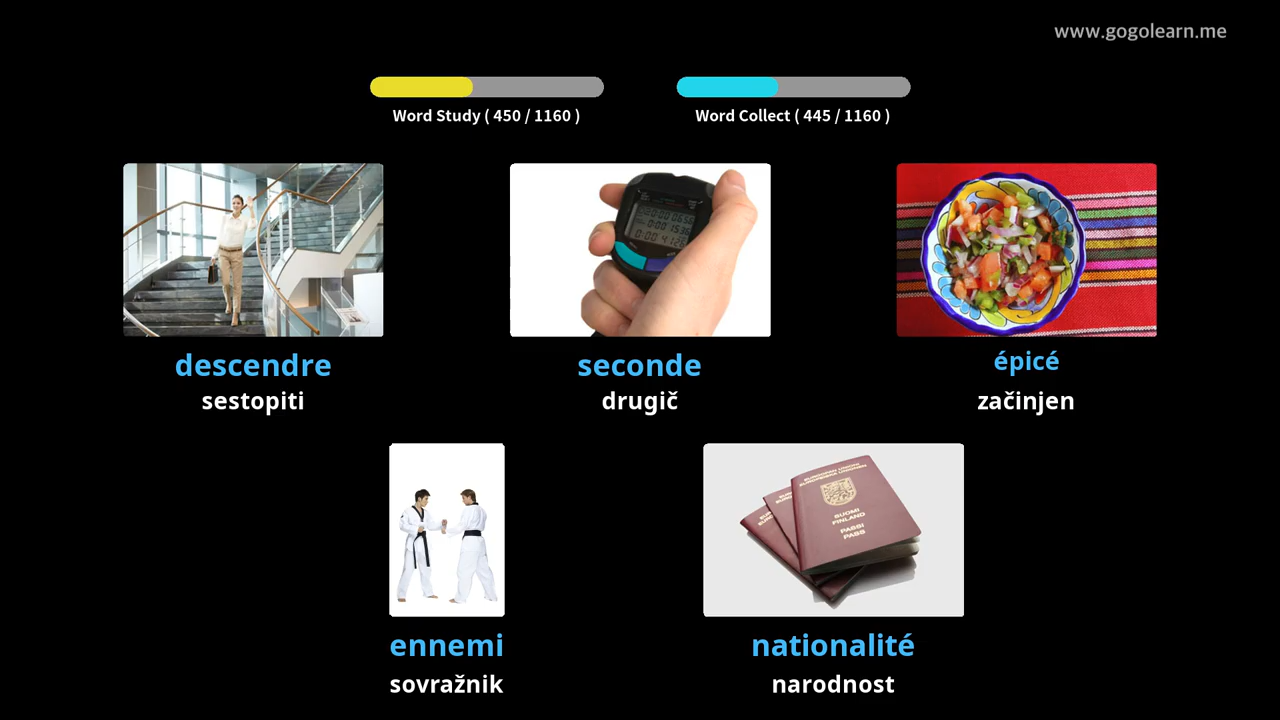 www.gogolearn.me
Word Study ( 450 / 1160 )
Word Collect ( 445 / 1160 )
descendre
sestopiti
seconde
drugič
épicé
začinjen
SUOMI
FINLAND
PASSI
PASS
ennemi
sovražnik
nationalité
narodnost